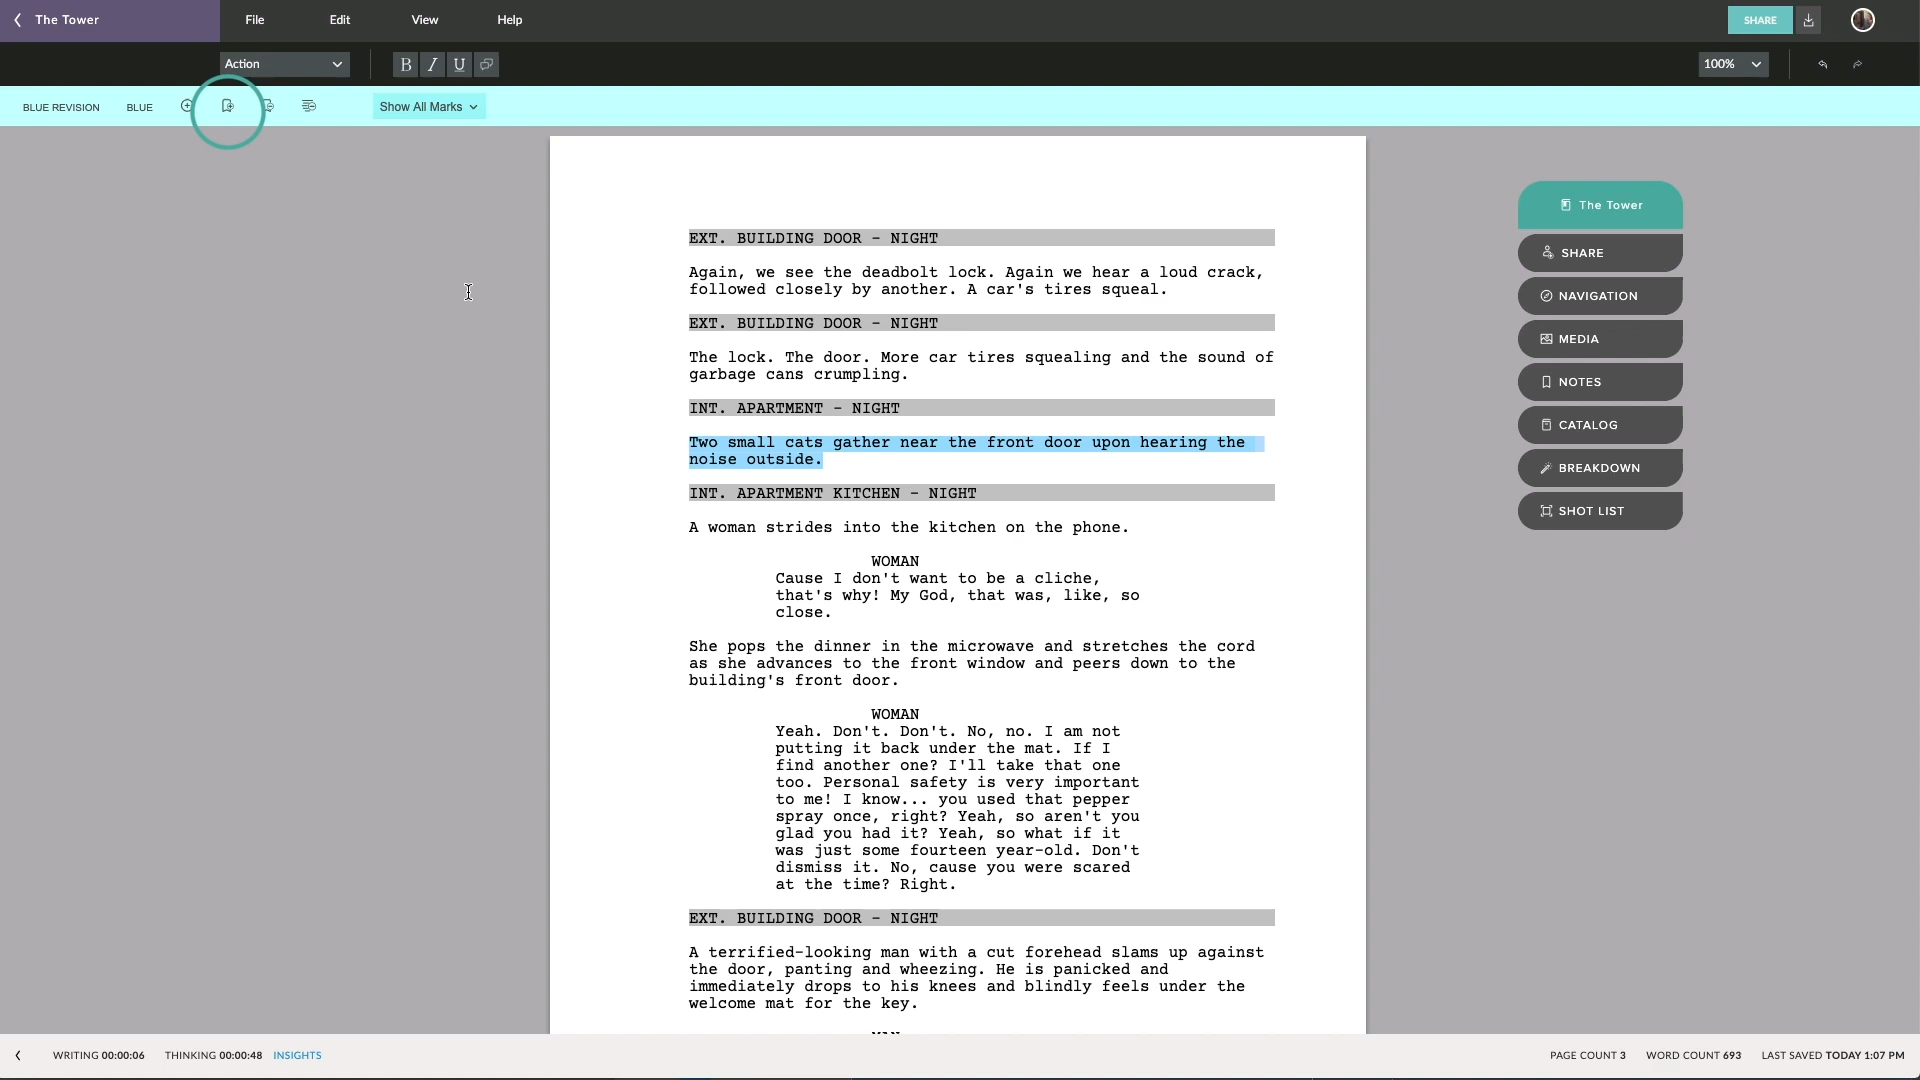 The Tower
File
Edit
View
Help
SHARE
Action
B I U
100%
BLUE REVISION
BLUE
Show All Marks
EXT. BUILDING DOOR - NIGHT
Again, we see the deadbolt lock. Again we hear a loud crack,
followed closely by another. A car's tires squeal.
EXT. BUILDING DOOR - NIGHT
The lock. The door. More car tires squealing and the sound of
garbage cans crumpling.
INT. APARTMENT - NIGHT
Two small cats gather near the front door upon hearing the
noise outside.
INT. APARTMENT KITCHEN - NIGHT
A woman strides into the kitchen on the phone.
WOMAN
Cause I don't want to be a cliche,
that's why! My God, that was, like, so
close.
She pops the dinner in the microwave and stretches the cord
as she advances to the front window and peers down to the
building's front door.
WOMAN
Yeah. Don't. Don't. No, no. I am not
putting it back under the mat. If I
find another one? I'll take that one
too. Personal safety is very important
to me! I know... you used that pepper
spray once, right? Yeah, so aren't you
glad you had it? Yeah, so what if it
was just some fourteen year-old. Don't
dismiss it. No, cause you were scared
at the time? Right.
EXT. BUILDING DOOR - NIGHT
A terrified-looking man with a cut forehead slams up against
the door, panting and wheezing. He is panicked and
immediately drops to his knees and blindly feels under the
welcome mat for the key.
The Tower
SHARE
NAVIGATION
MEDIA
NOTES
CATALOG
BREAKDOWN
SHOT LIST
WRITING 00:00:06
THINKING 00:00:48
INSIGHTS
PAGE COUNT 3
WORD COUNT 693
LAST SAVED TODAY 1:07 PM